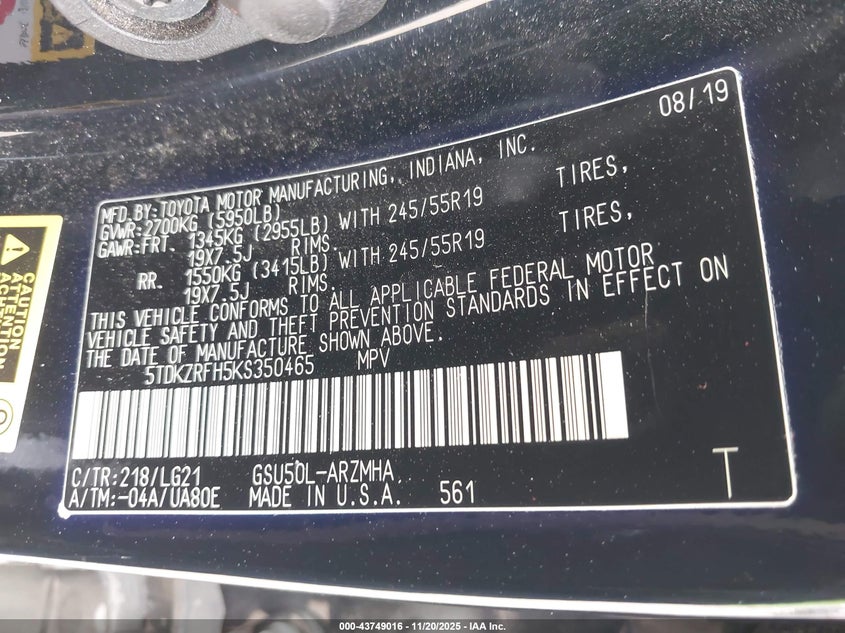 08/19
MFD.BY:TOYOTA MOTOR MANUFACTURING, INDIANA, INC.
GVWR:2700KG (5950LB)
GAWR:FRT. 1345KG (2955LB) WITH 245/55R19 TIRES,
19X7.5J RIMS.
RR. 1550KG (3415LB) WITH 245/55R19 TIRES,
19X7.5J RIMS.
THIS VEHICLE CONFORMS TO ALL APPLICABLE FEDERAL MOTOR
VEHICLE SAFETY AND THEFT PREVENTION STANDARDS IN EFFECT ON
THE DATE OF MANUFACTURE SHOWN ABOVE.
5TDKZRFH5KS350465 MPV
C/TR:218/LG21 GSU50L-ARZMHA
A/TM:-04A/UA80E MADE IN U.S.A. 561 T
CAUTION
ATTENTION
ACHTUNG
000-43749016 - 11/20/2025 - IAA Inc.